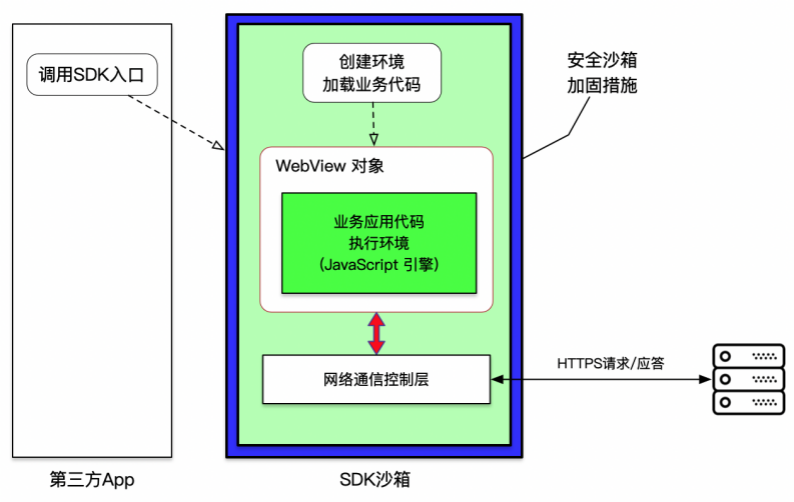 调用SDK入口
创建环境
加载业务代码
安全沙箱
加固措施
WebView 对象
业务应用代码
执行环境
（JavaScript 引擎）
网络通信控制层
HTTPS请求/应答
第三方App
SDK沙箱